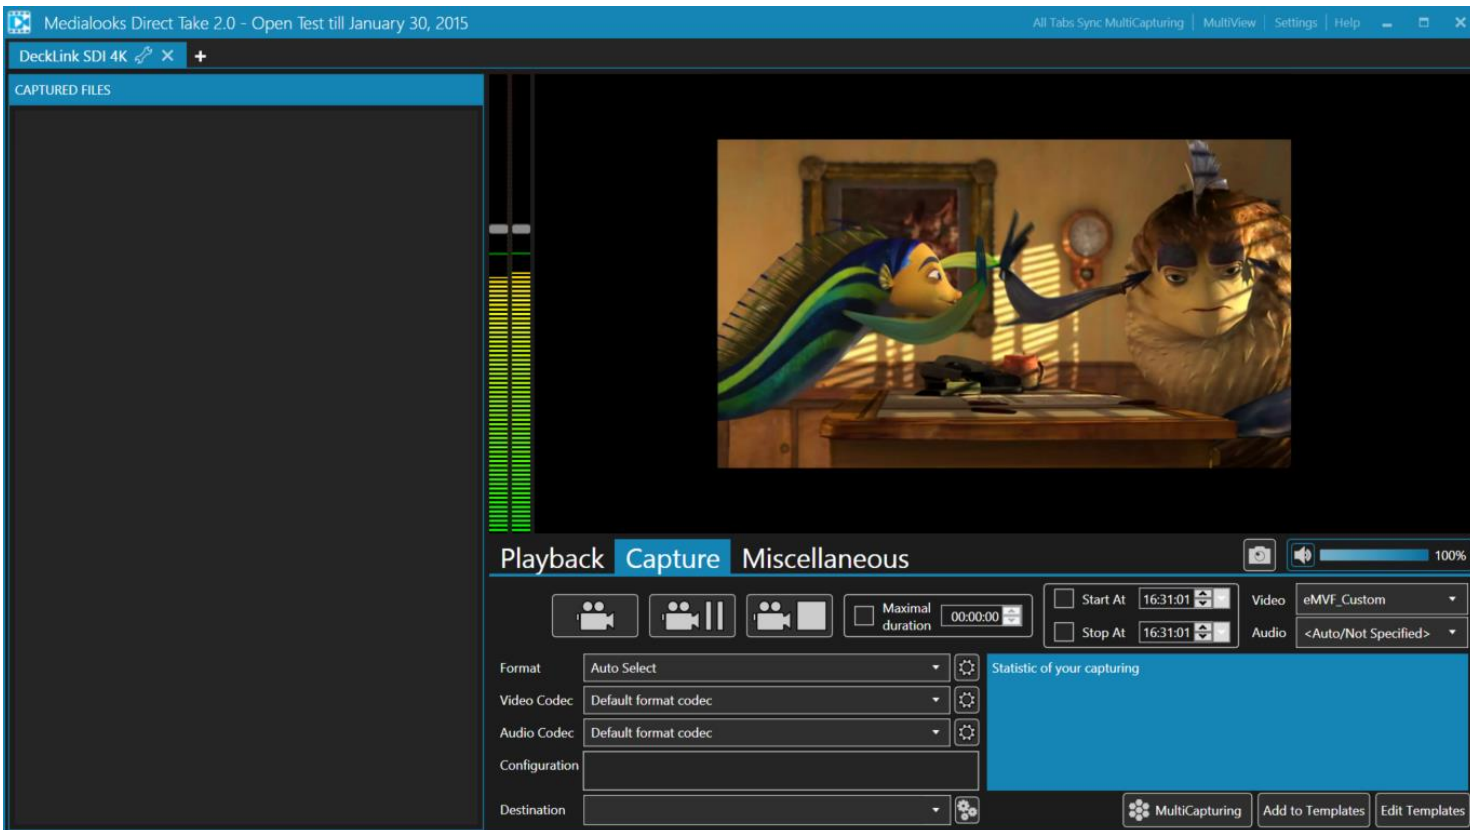 Medialooks Direct Take 2.0 - Open Test till January 30, 2015
All Tabs Sync MultiCapturing | MultiView | Settings | Help
DeckLink SDI 4K
CAPTURED FILES
Playback Capture Miscellaneous
100%
Maximal
duration
00:00:00
Start At 16:31:01
Stop At 16:31:01
Video eMVF_Custom
Audio <Auto/Not Specified>
Format Auto Select
Video Codec Default format codec
Audio Codec Default format codec
Configuration
Destination
Statistic of your capturing
MultiCapturing Add to Templates Edit Templates